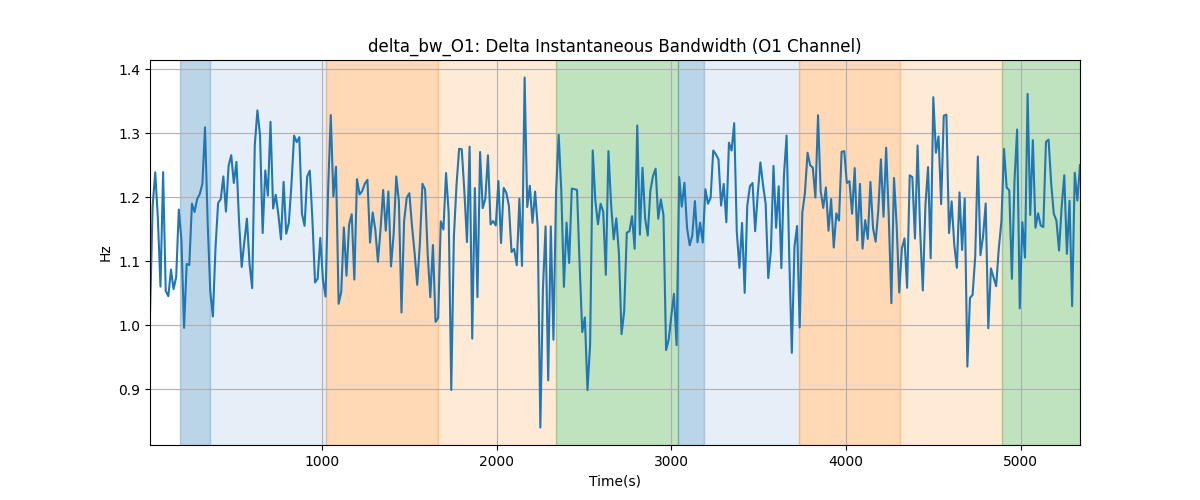 delta_bw_O1: Delta Instantaneous Bandwidth (O1 Channel)
1.4
1.3
1.2
1.1
1.0
0.9
Hz
1000 2000 3000 4000 5000
Time(s)